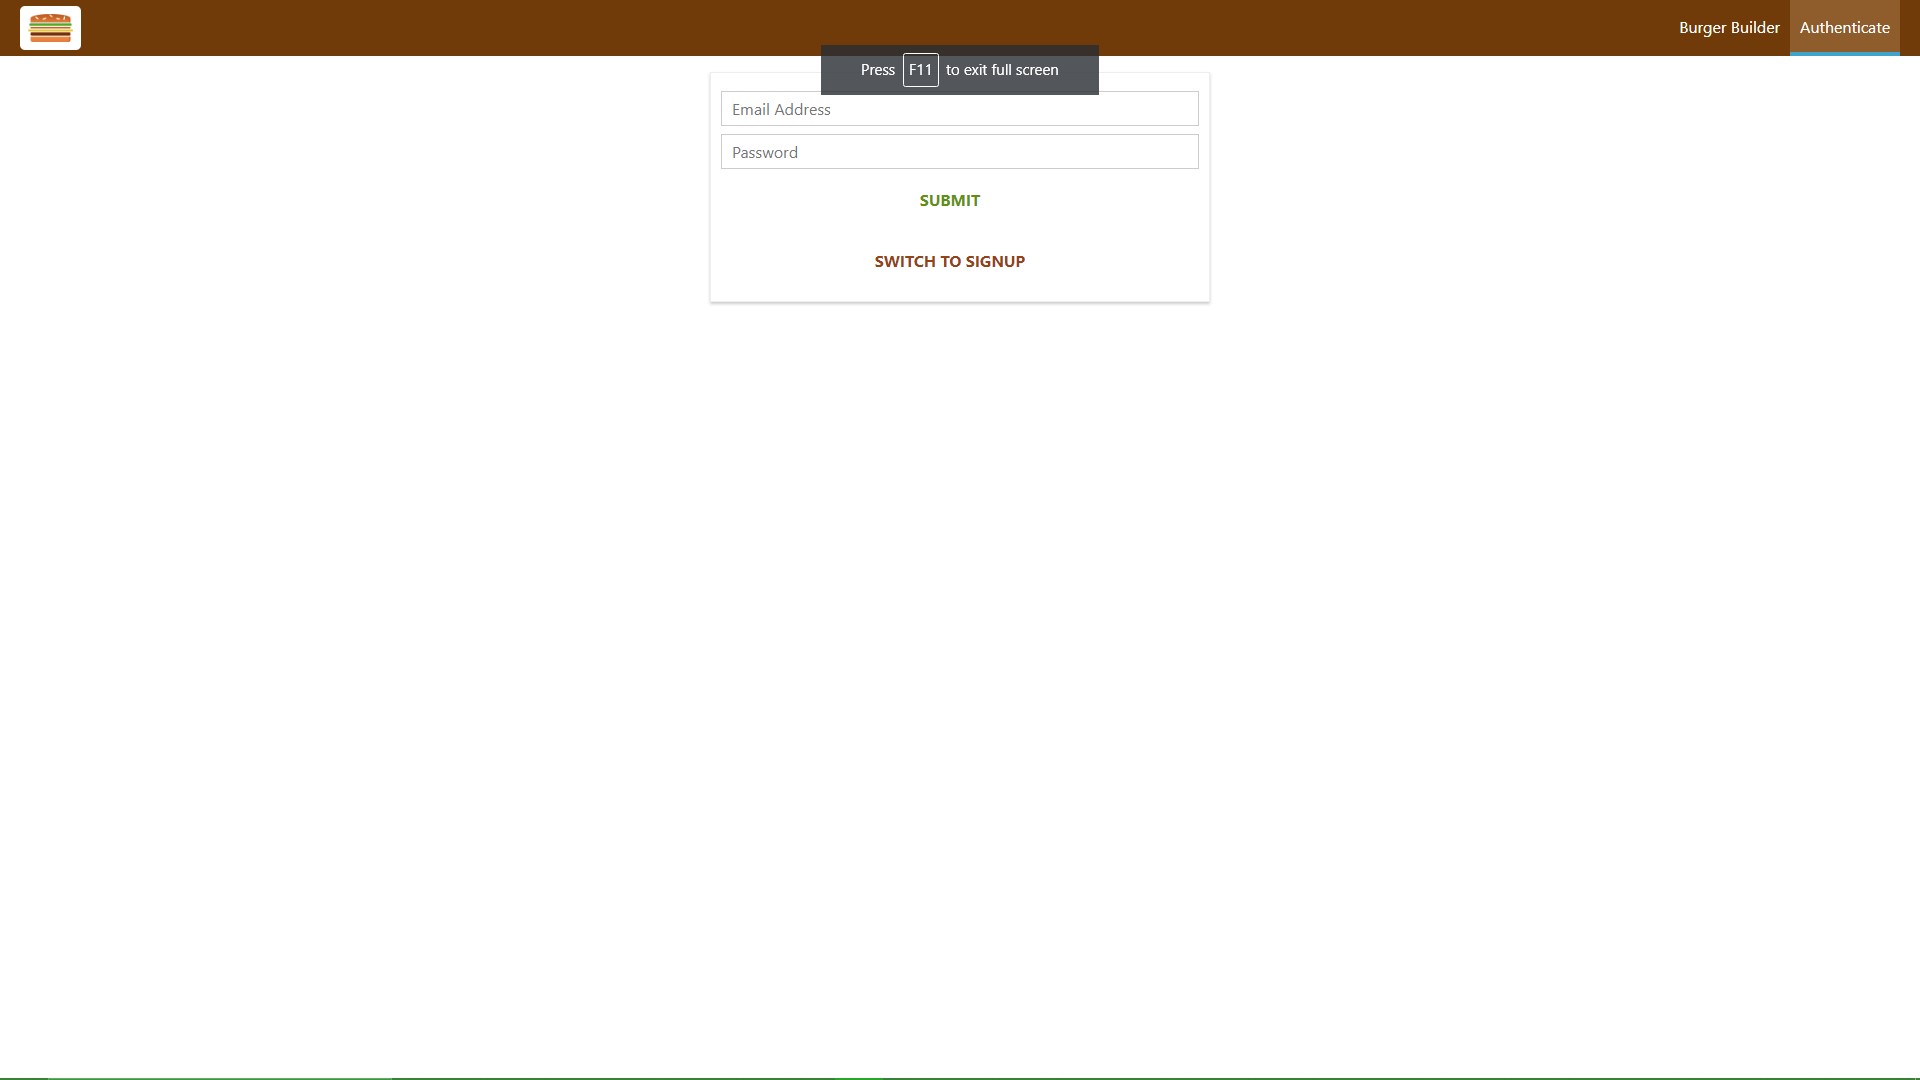 Burger Builder Authenticate
Press F11 to exit full screen
Email Address
Password
SUBMIT
SWITCH TO SIGNUP